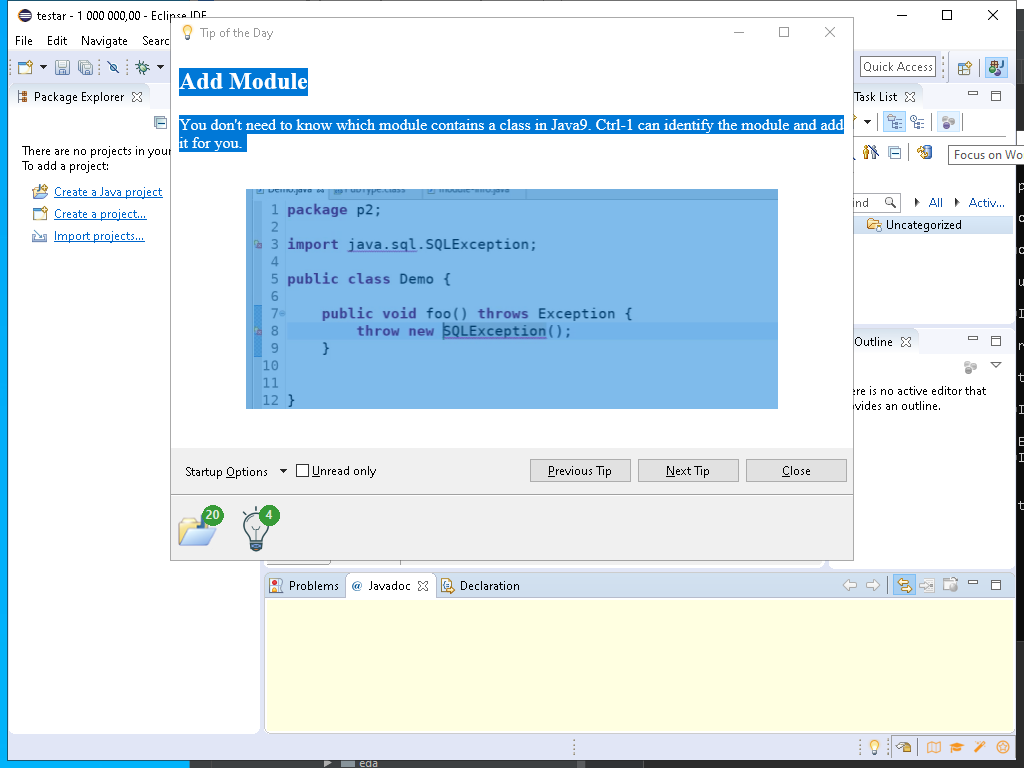 testar - 1 000 000,00 - Eclipse IDE
File Edit Navigate Searc
Tip of the Day
Quick Access
Package Explorer
Task List
Add Module
You don't need to know which module contains a class in Java9. Ctrl-1 can identify the module and add
it for you.
There are no projects in your
To add a project:
Create a Java project
Create a project...
Import projects...
Focus on Wo
All Activ...
Uncategorized
Demo.java
module-info.java
1 package p2;
2
3 import java.sql.SQLException;
4
5 public class Demo {
6
7 public void foo() throws Exception {
8 throw new SQLException();
9 }
10
11
12 }
Outline
ere is no active editor that
vides an outline.
Startup Options
Unread only
Previous Tip
Next Tip
Close
20
4
Problems
@ Javadoc
Declaration
eda